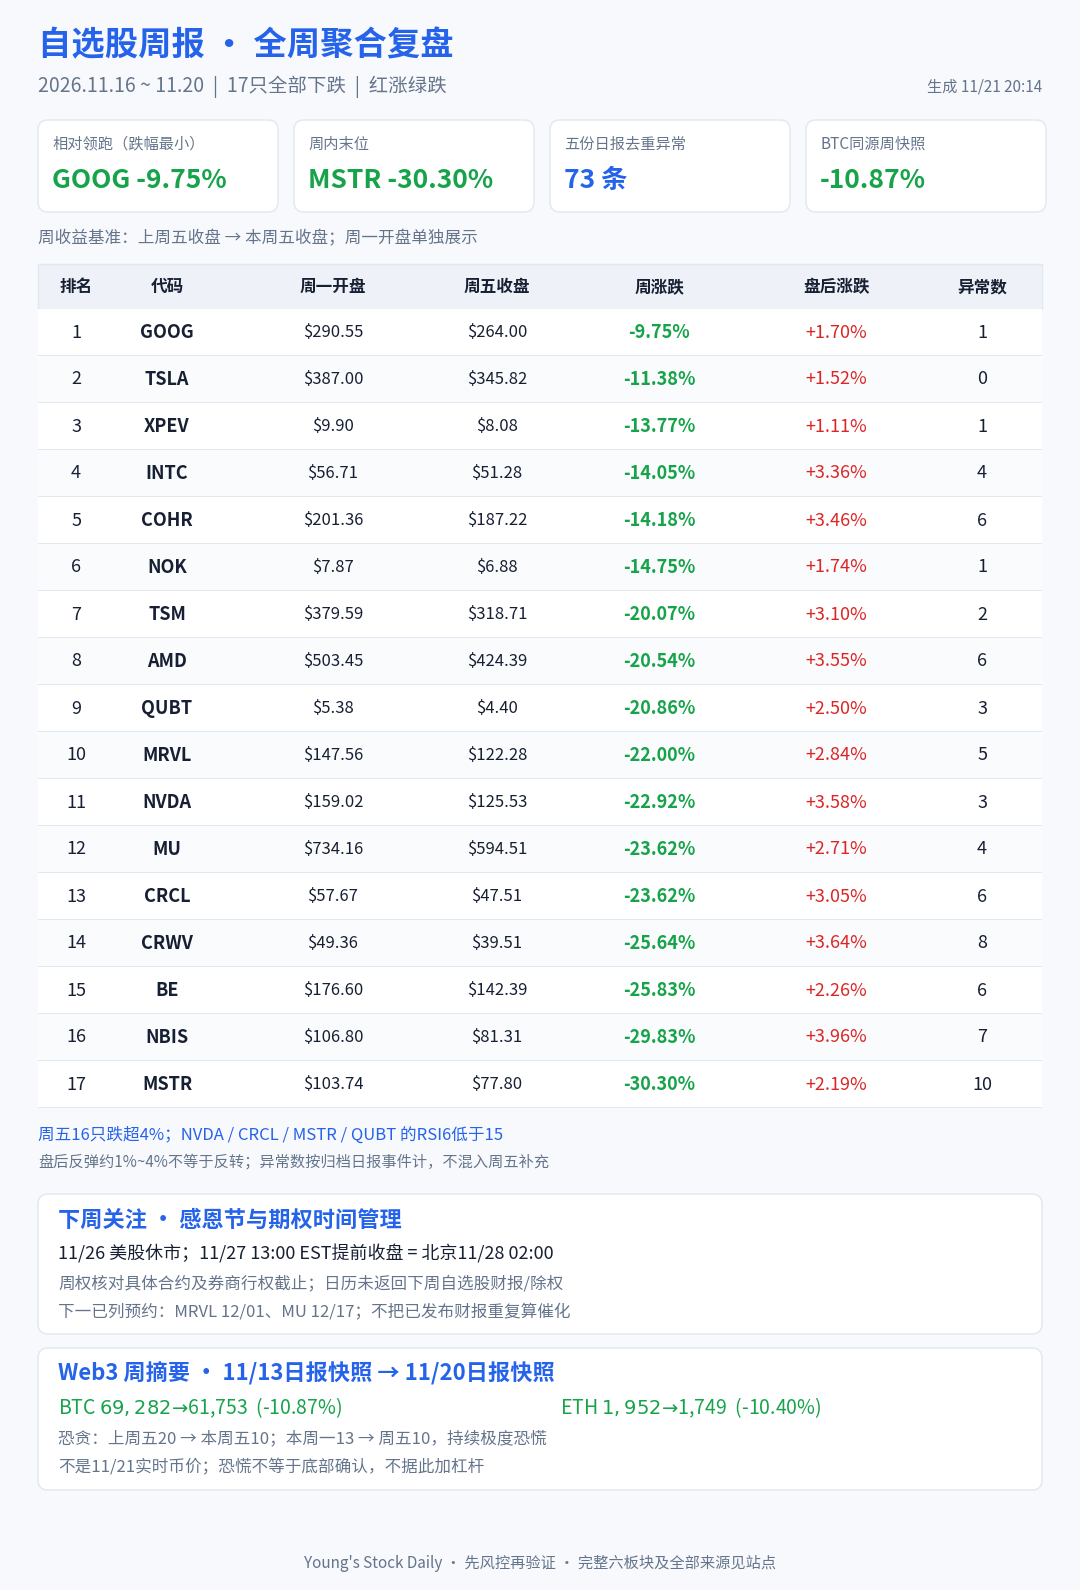 自选股周报 · 全周聚合复盘
2026.11.16 ~ 11.20 | 17只全部下跌 | 红涨绿跌
生成 11/21 20:14
相对领跑（跌幅最小） 周内末位 五份日报去重异常 BTC同源周快照
GOOG -9.75% MSTR -30.30% 73 条 -10.87%
周收益基准：上周五收盘 → 本周五收盘；周一开盘单独展示
排名 代码 周一开盘 周五收盘 周涨跌 盘后涨跌 异常数
1 GOOG $290.55 $264.00 -9.75% +1.70% 1
2 TSLA $387.00 $345.82 -11.38% +1.52% 0
3 XPEV $9.90 $8.08 -13.77% +1.11% 1
4 INTC $56.71 $51.28 -14.05% +3.36% 4
5 COHR $201.36 $187.22 -14.18% +3.46% 6
6 NOK $7.87 $6.88 -14.75% +1.74% 1
7 TSM $379.59 $318.71 -20.07% +3.10% 2
8 AMD $503.45 $424.39 -20.54% +3.55% 6
9 QUBT $5.38 $4.40 -20.86% +2.50% 3
10 MRVL $147.56 $122.28 -22.00% +2.84% 5
11 NVDA $159.02 $125.53 -22.92% +3.58% 3
12 MU $734.16 $594.51 -23.62% +2.71% 4
13 CRCL $57.67 $47.51 -23.62% +3.05% 6
14 CRWV $49.36 $39.51 -25.64% +3.64% 8
15 BE $176.60 $142.39 -25.83% +2.26% 6
16 NBIS $106.80 $81.31 -29.83% +3.96% 7
17 MSTR $103.74 $77.80 -30.30% +2.19% 10
周五16只跌超4%；NVDA / CRCL / MSTR / QUBT 的RSI6低于15
盘后反弹约1%~4%不等于反转；异常数按归档日报事件计，不混入周五补充
下周关注 · 感恩节与期权时间管理
11/26 美股休市；11/27 13:00 EST提前收盘 = 北京11/28 02:00
周权核对具体合约及券商行权截止；日历未返回下周自选股财报/除权
下一已列预约：MRVL 12/01、MU 12/17；不把已发布财报重复算催化
Web3 周摘要 · 11/13日报快照 → 11/20日报快照
BTC 69, 282→61,753 (-10.87%) ETH 1, 952→1,749 (-10.40%)
恐贪：上周五20 → 本周五10；本周一13 → 周五10，持续极度恐慌
不是11/21实时币价；恐慌不等于底部确认，不据此加杠杆
Young's Stock Daily · 先风控再验证 · 完整六板块及全部来源见站点